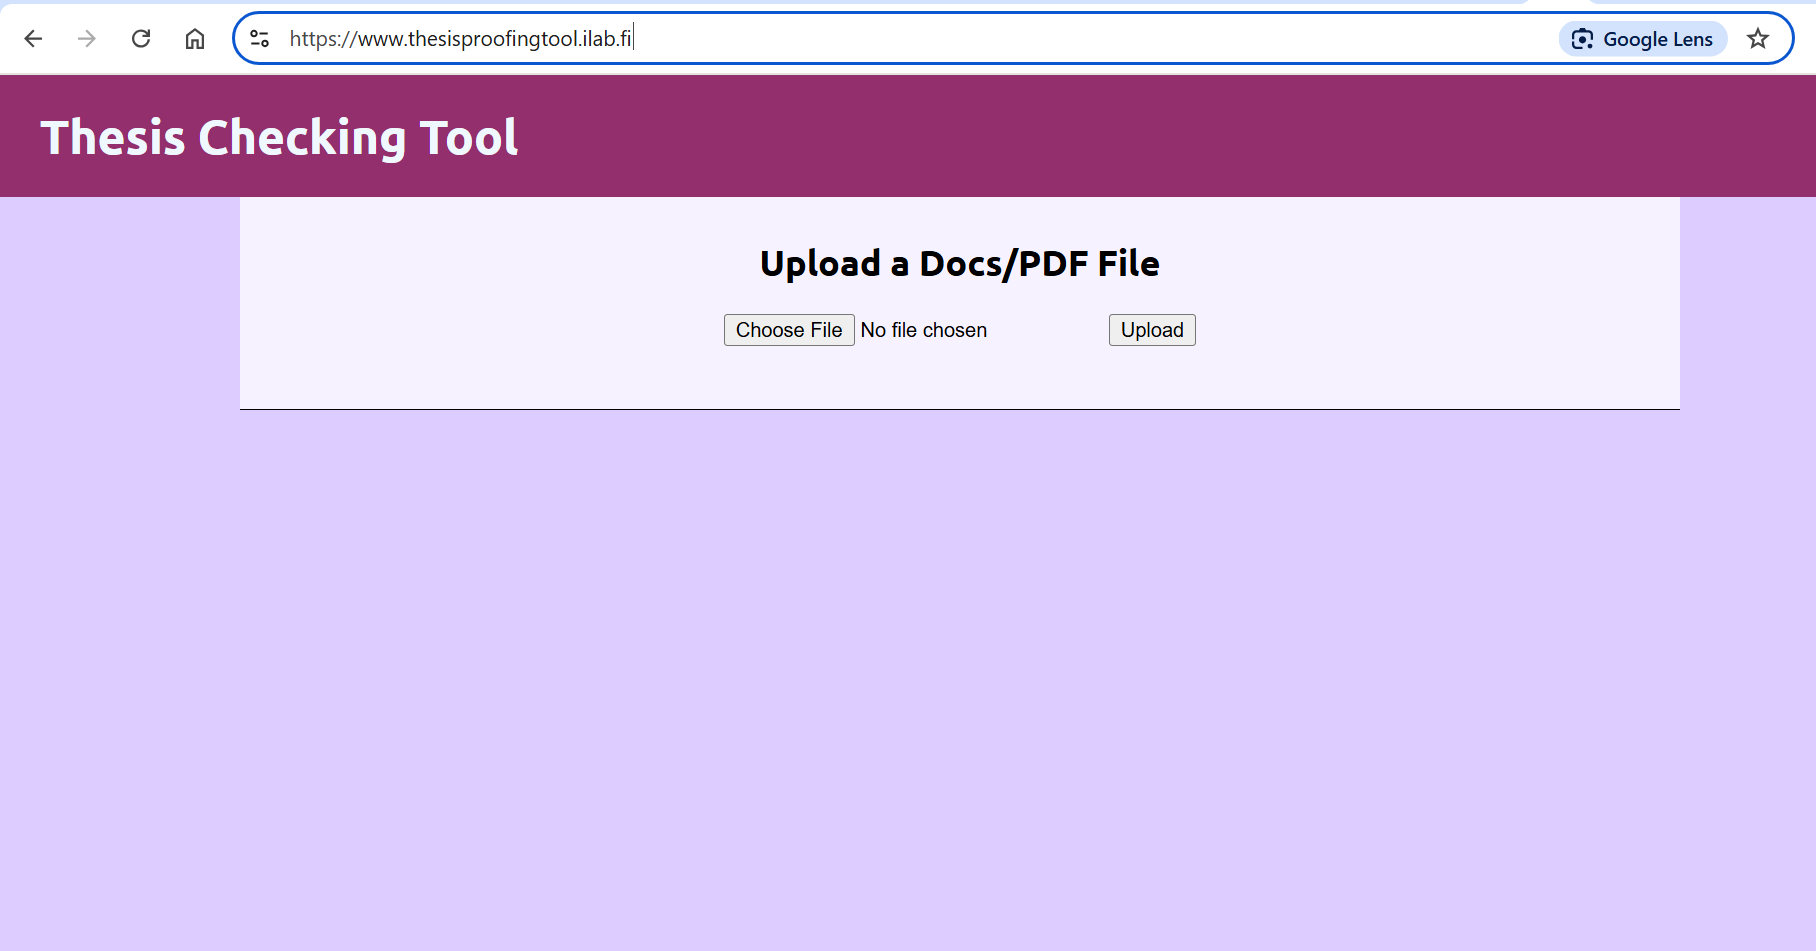 https://www.thesisproofingtool.ilab.fi
Google Lens
Thesis Checking Tool
Upload a Docs/PDF File
Choose File No file chosen Upload